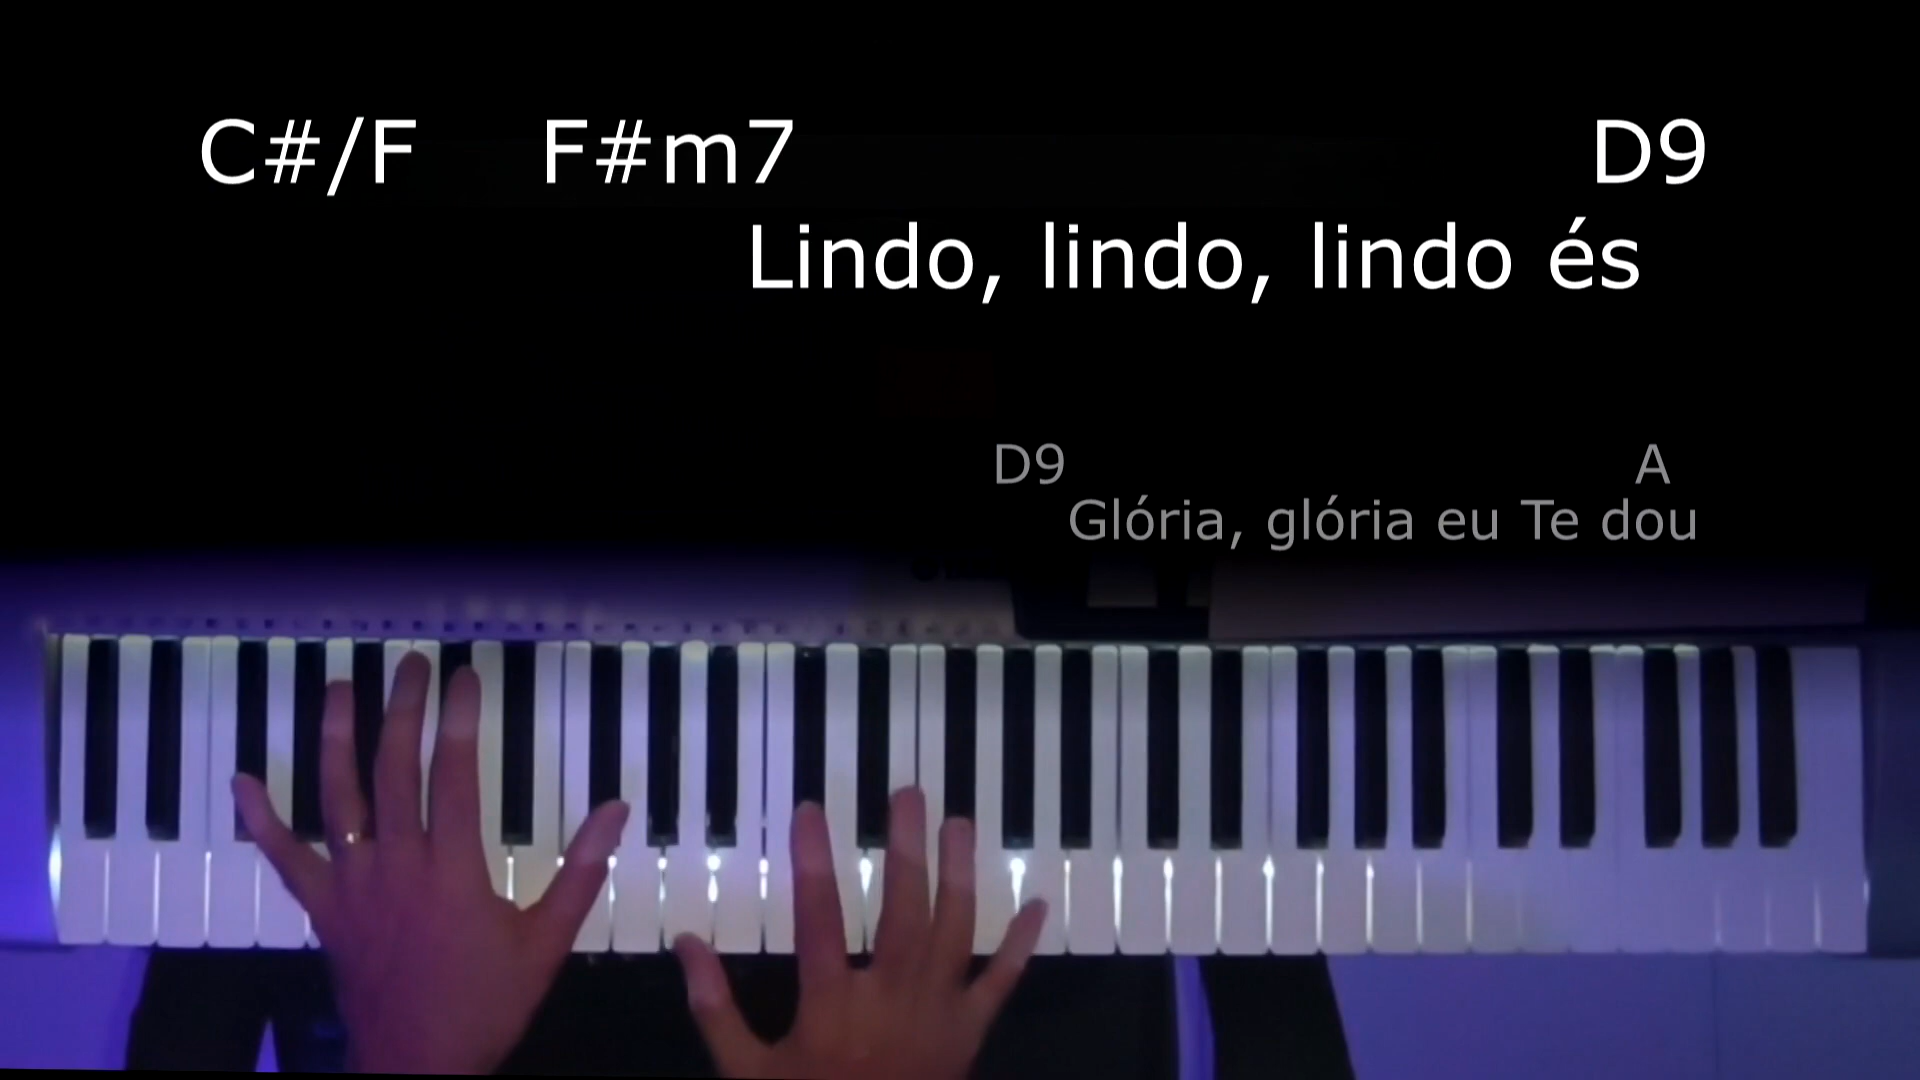 C#/F F#m7 D9
Lindo, lindo, lindo és
D9 A
Glória, glória eu Te dou